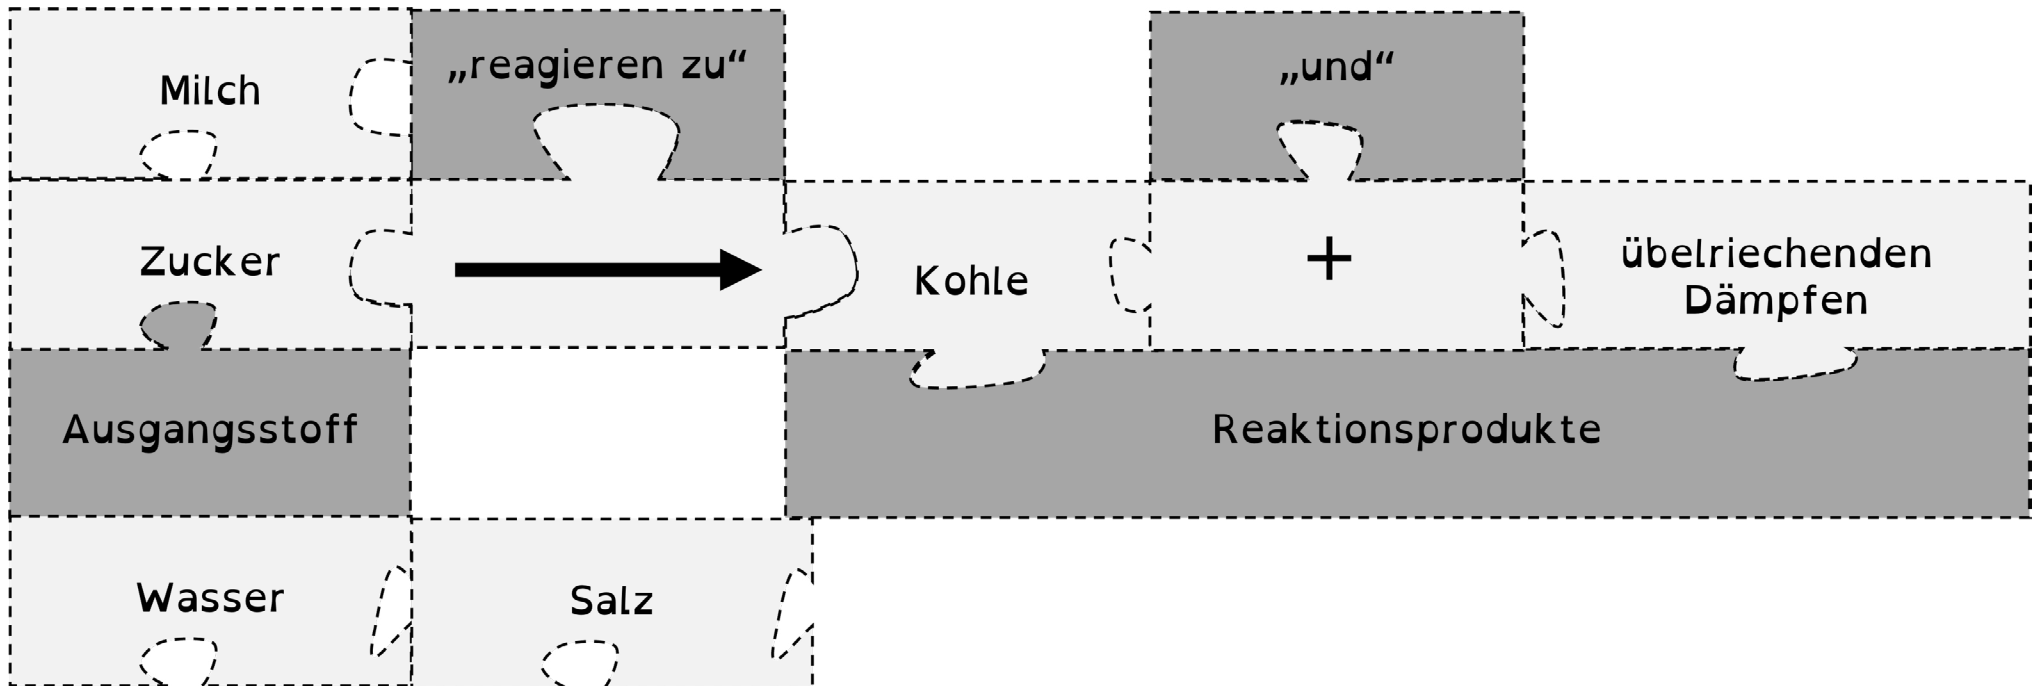 Milch
„reagieren zu“
„und“
Zucker
Kohle
+
übelriechenden
Dämpfen
Ausgangsstoff
Reaktionsprodukte
Wasser
Salz